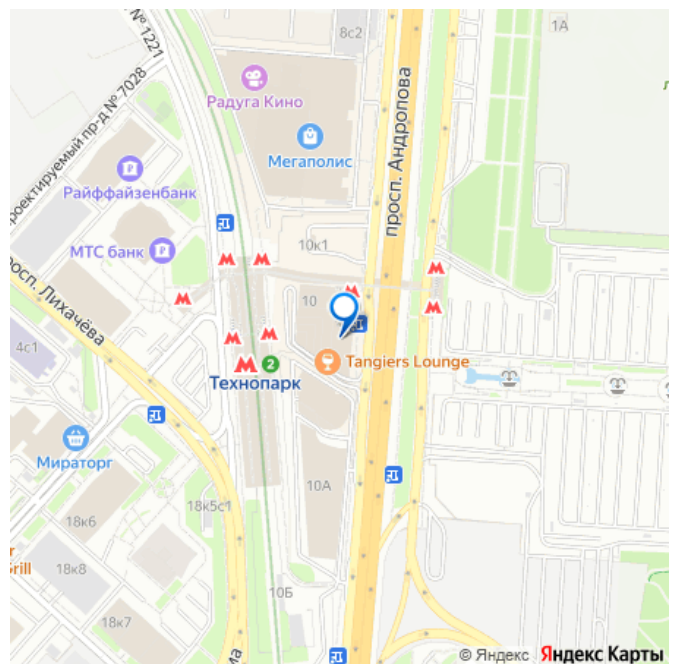 № 1221
8с2
1А
Радуга Кино
просп. Андропова
роектируемый пр-д № 7028
Мегаполис
Райффайзенбанк
МТС банк
10к1
просп. Лихачёва
10
4с1
Tangiers Lounge
2
Технопарк
Мираторг
10А
18к5с1
18к6
18к8
rill
10Б
18к7
© Яндекс Яндекс Карты